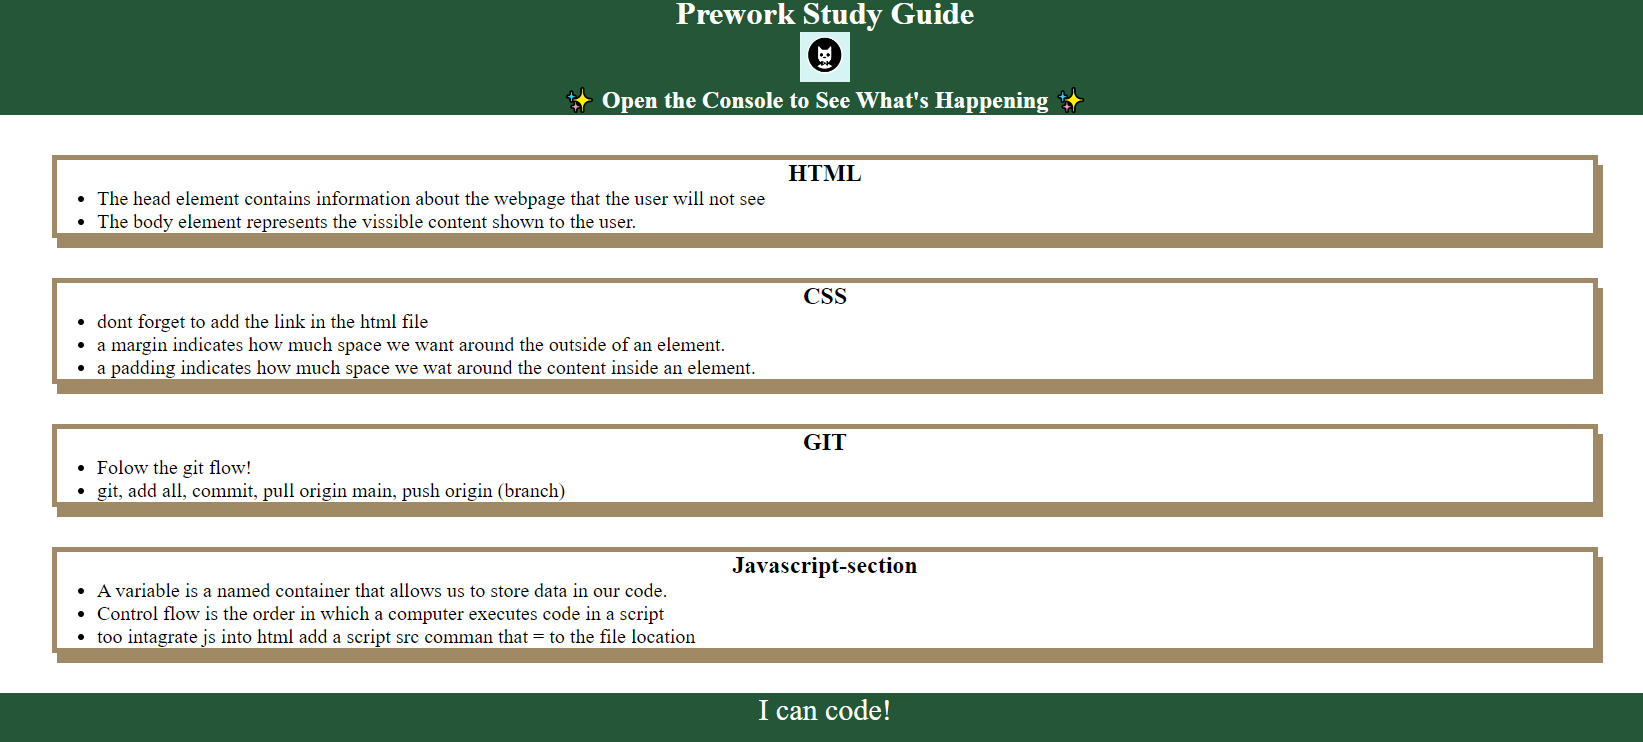 Prework Study Guide
✨ Open the Console to See What's Happening ✨
HTML
• The head element contains information about the webpage that the user will not see
• The body element represents the vissible content shown to the user.
CSS
• dont forget to add the link in the html file
• a margin indicates how much space we want around the outside of an element.
• a padding indicates how much space we wat around the content inside an element.
GIT
• Folow the git flow!
• git, add all, commit, pull origin main, push origin (branch)
Javascript-section
• A variable is a named container that allows us to store data in our code.
• Control flow is the order in which a computer executes code in a script
• too intagrate js into html add a script src comman that = to the file location
I can code!